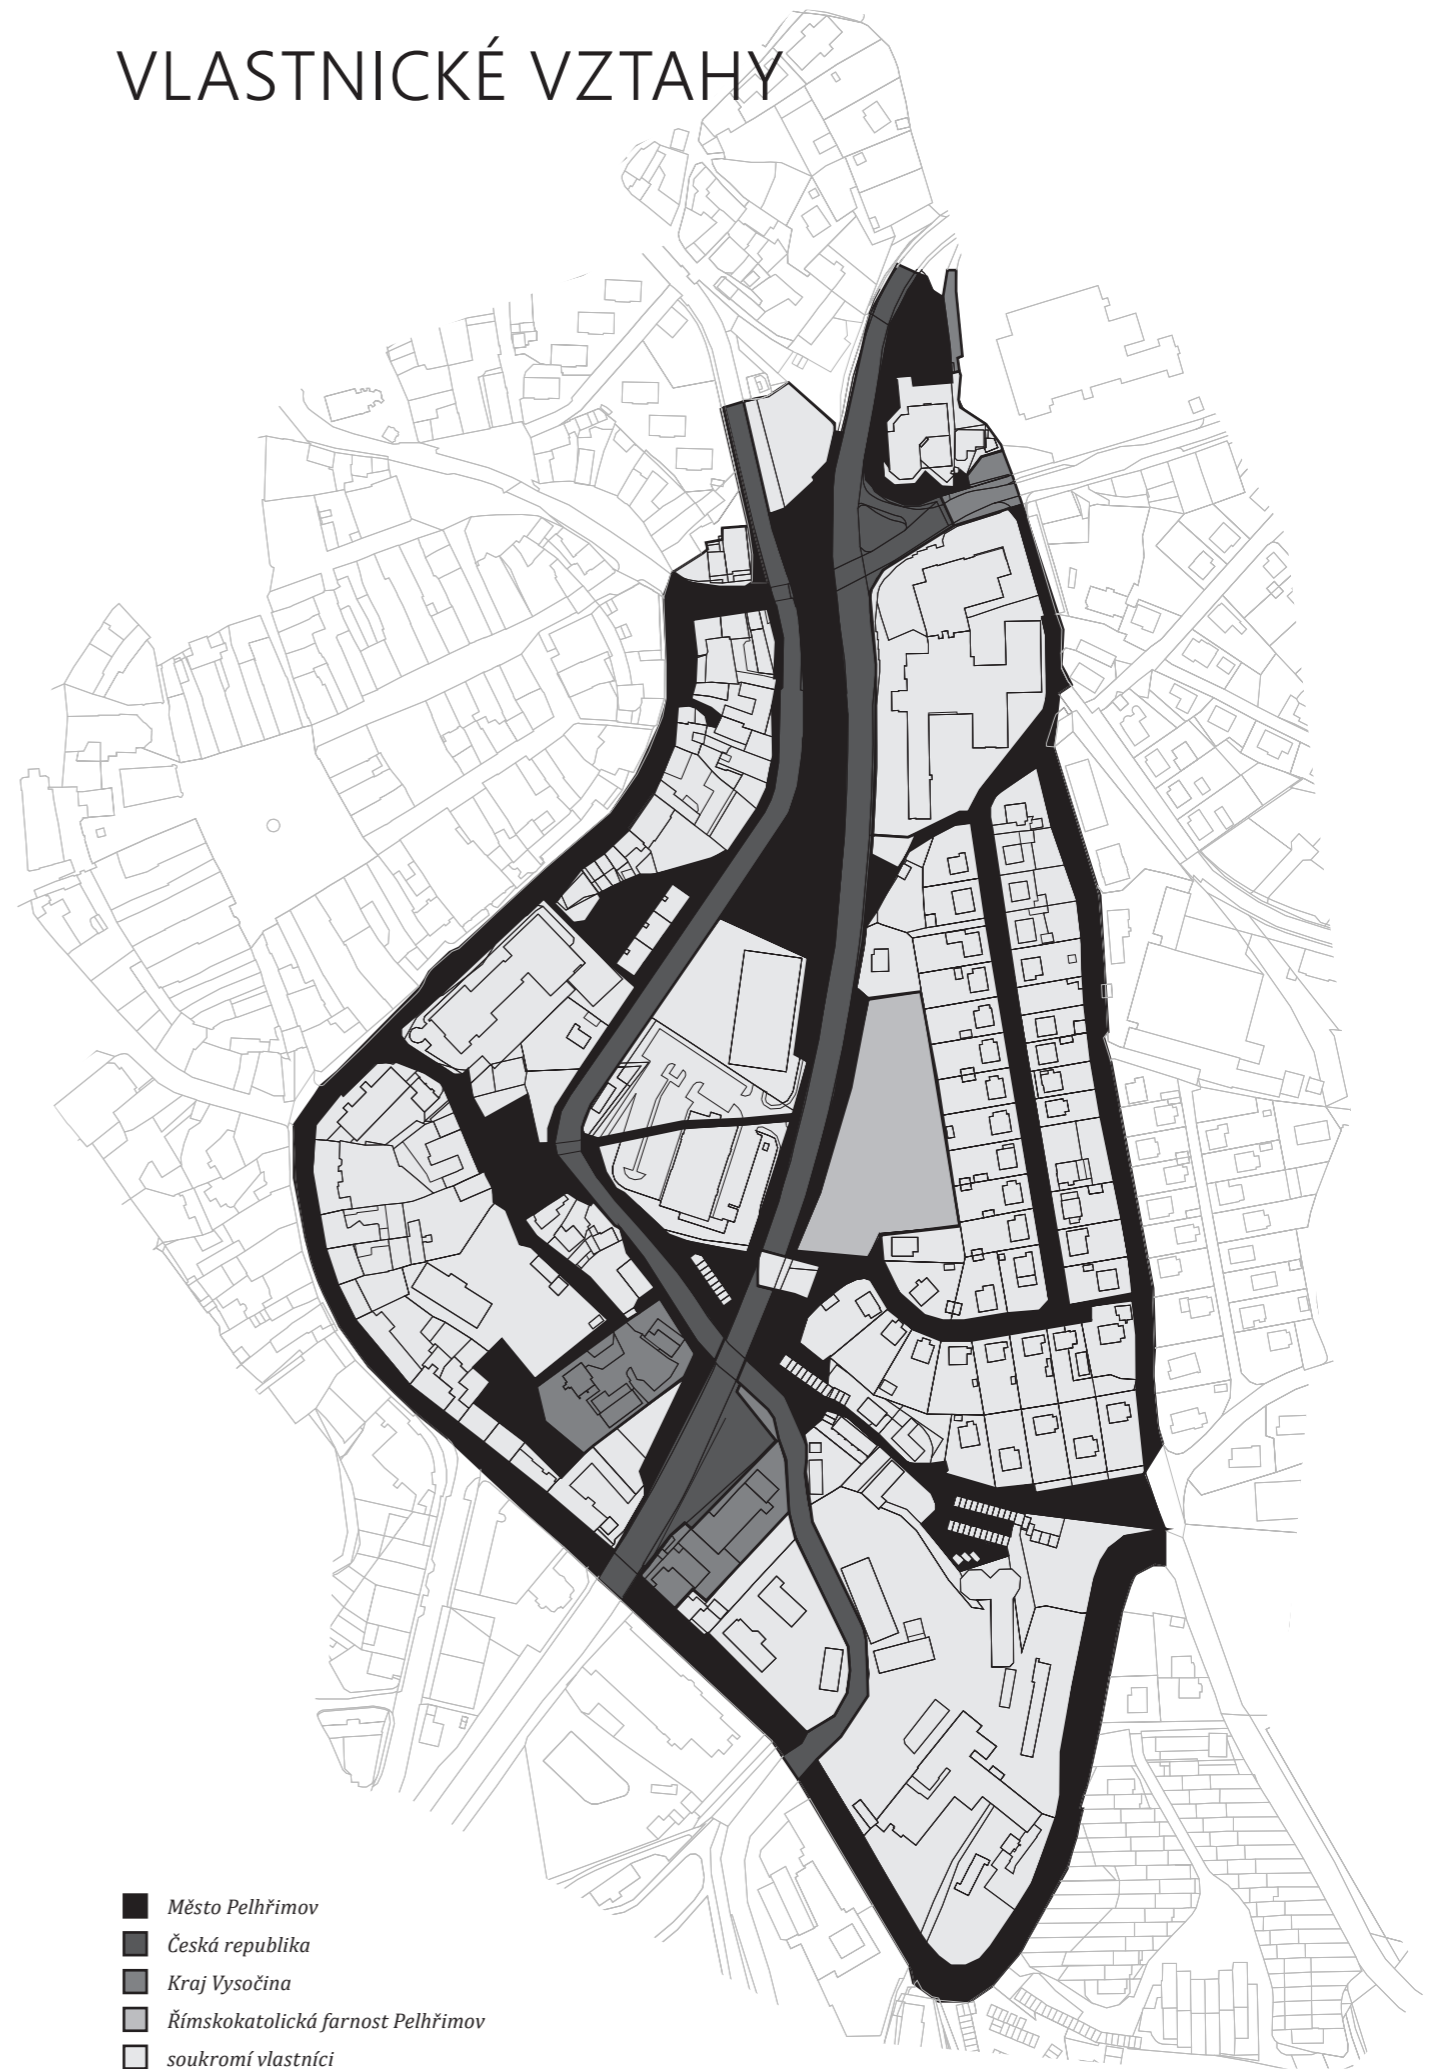 VLASTNICKÉ VZTAHY
Město Pelhřimov
Česká republika
Kraj Vysočina
Římskokatolická farnost Pelhřimov
soukromí vlastníci